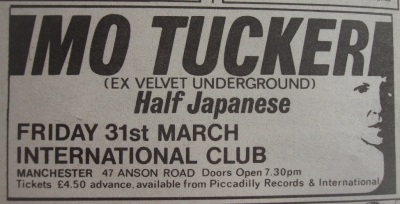 MO TUCKER
(EX VELVET UNDERGROUND)
Half Japanese
FRIDAY 31st MARCH
INTERNATIONAL CLUB
MANCHESTER 47 ANSON ROAD Doors Open 7.30pm
Tickets £4.50 advance, available from Piccadilly Records & International